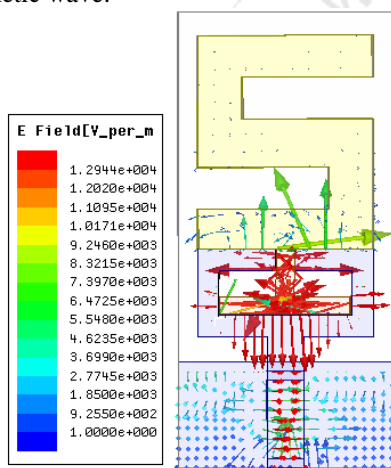 netic wave.
E Field[V_per_m
1.2944e+004
1.2020e+004
1.1095e+004
1.0171e+004
9.2460e+003
8.3215e+003
7.3970e+003
6.4725e+003
5.5480e+003
4.6235e+003
3.6990e+003
2.7745e+003
1.8500e+003
9.2550e+002
1.0000e+000